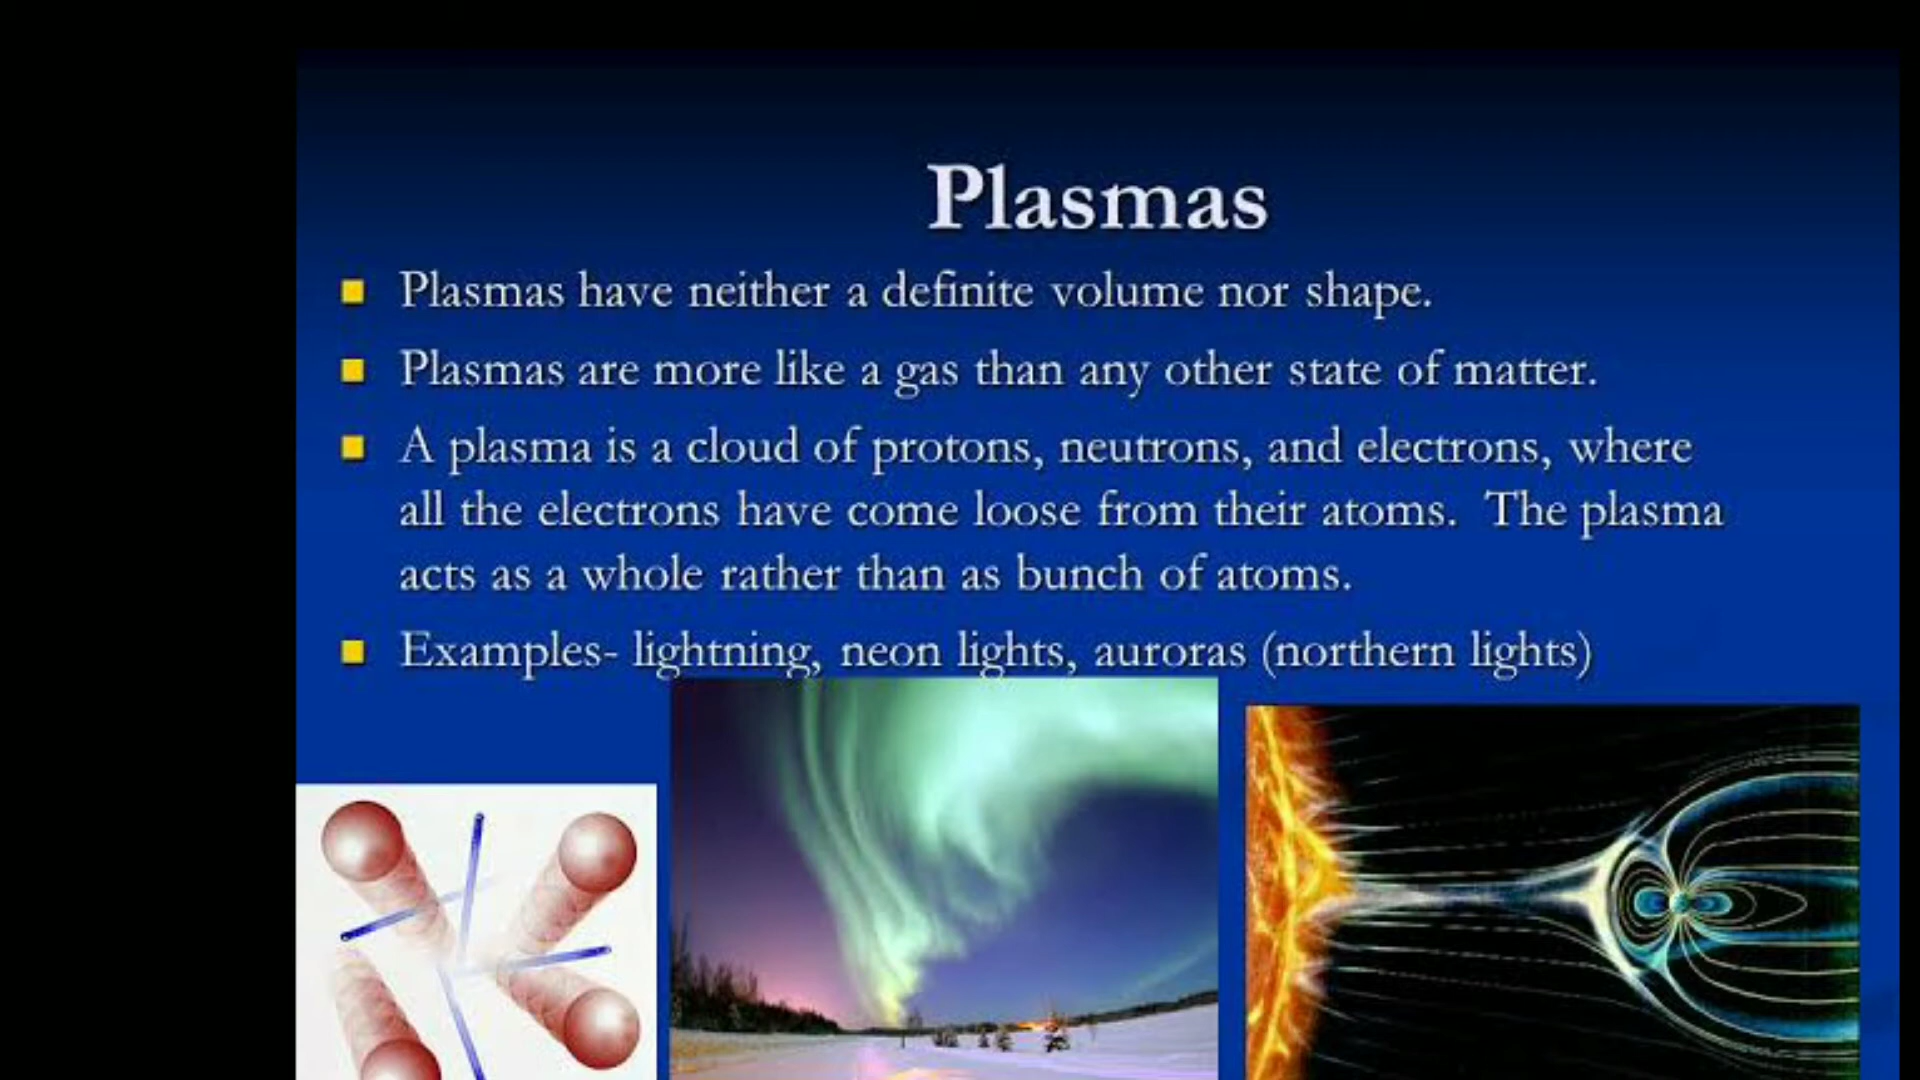 Plasmas
Plasmas have neither a definite volume nor shape.
Plasmas are more like a gas than any other state of matter.
A plasma is a cloud of protons, neutrons, and electrons, where
all the electrons have come loose from their atoms.  The plasma
acts as a whole rather than as bunch of atoms.
Examples- lightning, neon lights, auroras (northern lights)